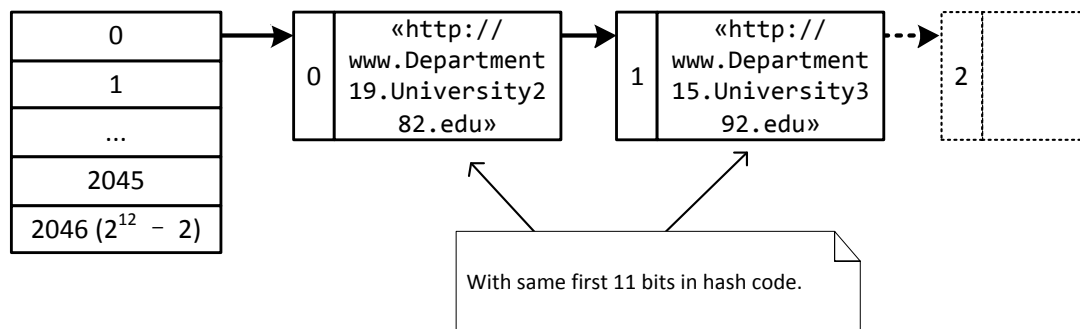 0
1
...
2045
2046 (2^12 – 2)
0
«http://
www.Department
19.University2
82.edu»
1
«http://
www.Department
15.University3
92.edu»
2
With same first 11 bits in hash code.